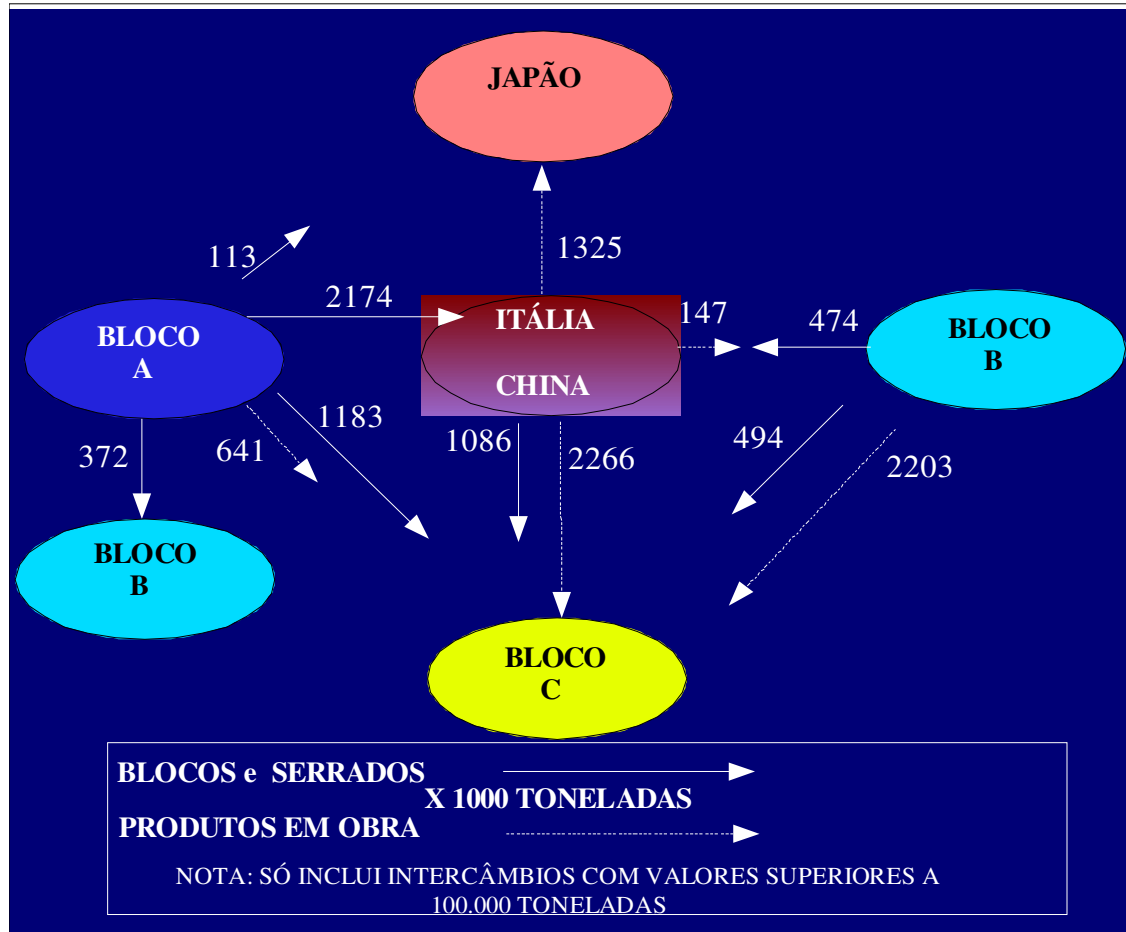 JAPÃO
1325
113
2174
ITÁLIA
147
474
BLOCO
A
CHINA
BLOCO
B
1183
641
372
1086
2266
494
2203
BLOCO
B
BLOCO
C
BLOCOS e SERRADOS
X 1000 TONELADAS
PRODUTOS EM OBRA
NOTA: SÓ INCLUI INTERCÂMBIOS COM VALORES SUPERIORES A
100.000 TONELADAS